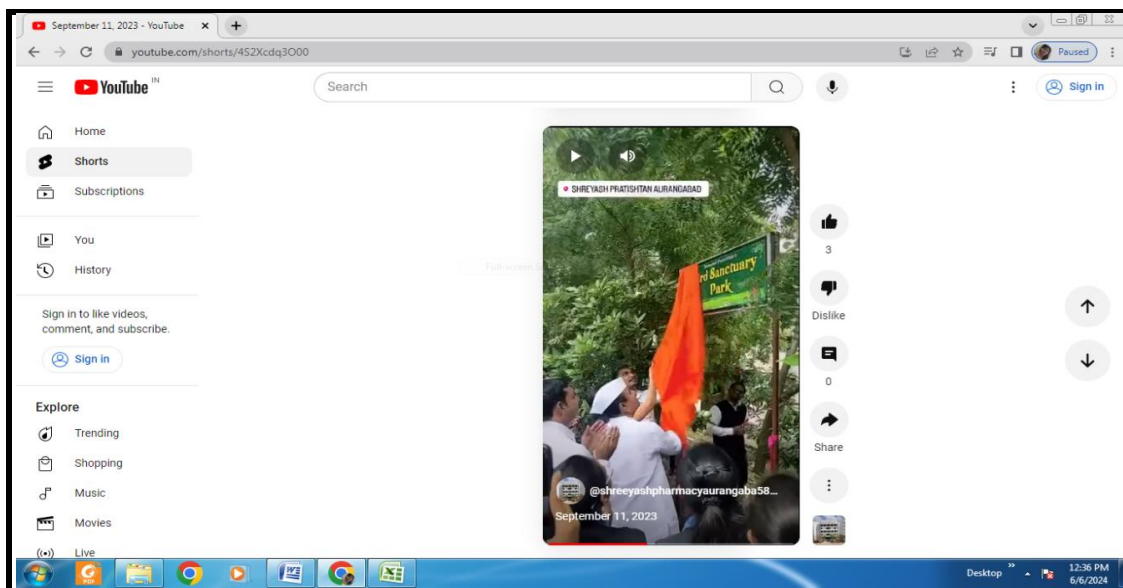 September 11, 2023 - YouTube
youtube.com/shorts/4S2Xcdq3O00
Paused
YouTube IN
Search
Sign in
Home
Shorts
Subscriptions
You
History
Sign in to like videos,
comment, and subscribe.
Sign in
Explore
Trending
Shopping
Music
Movies
Live
SHREYASH PRATISHTAN AURANGABAD
rd Sanctuary
Park
@shreeyashpharmacyaurangaba58...
September 11, 2023
3
Dislike
0
Share
Desktop
12:36 PM
6/6/2024